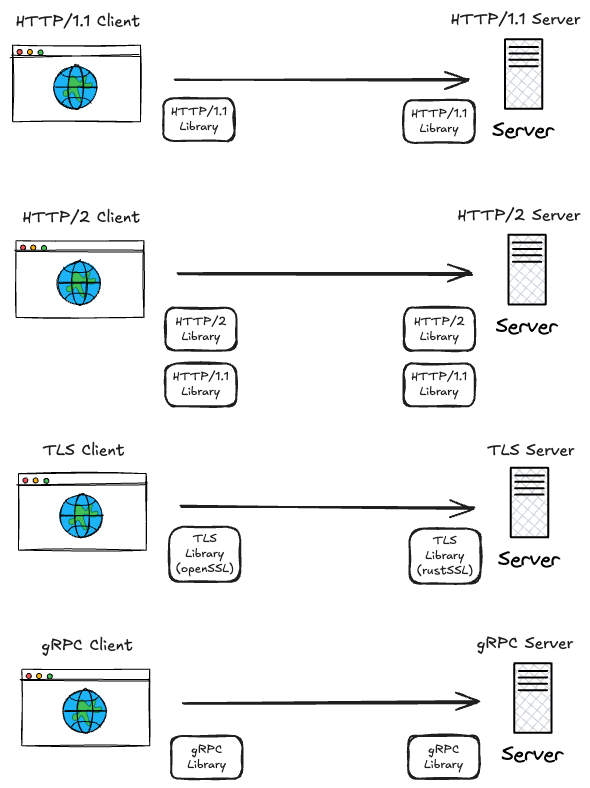 HTTP/1.1 Client
HTTP/1.1 Server
HTTP/1.1
Library
HTTP/1.1
Library
Server
HTTP/2 Client
HTTP/2 Server
HTTP/2
Library
HTTP/2
Library
Server
HTTP/1.1
Library
HTTP/1.1
Library
TLS Client
TLS Server
TLS
Library
(openSSL)
TLS
Library
(rustSSL)
Server
gRPC Client
gRPC Server
gRPC
Library
gRPC
Library
Server